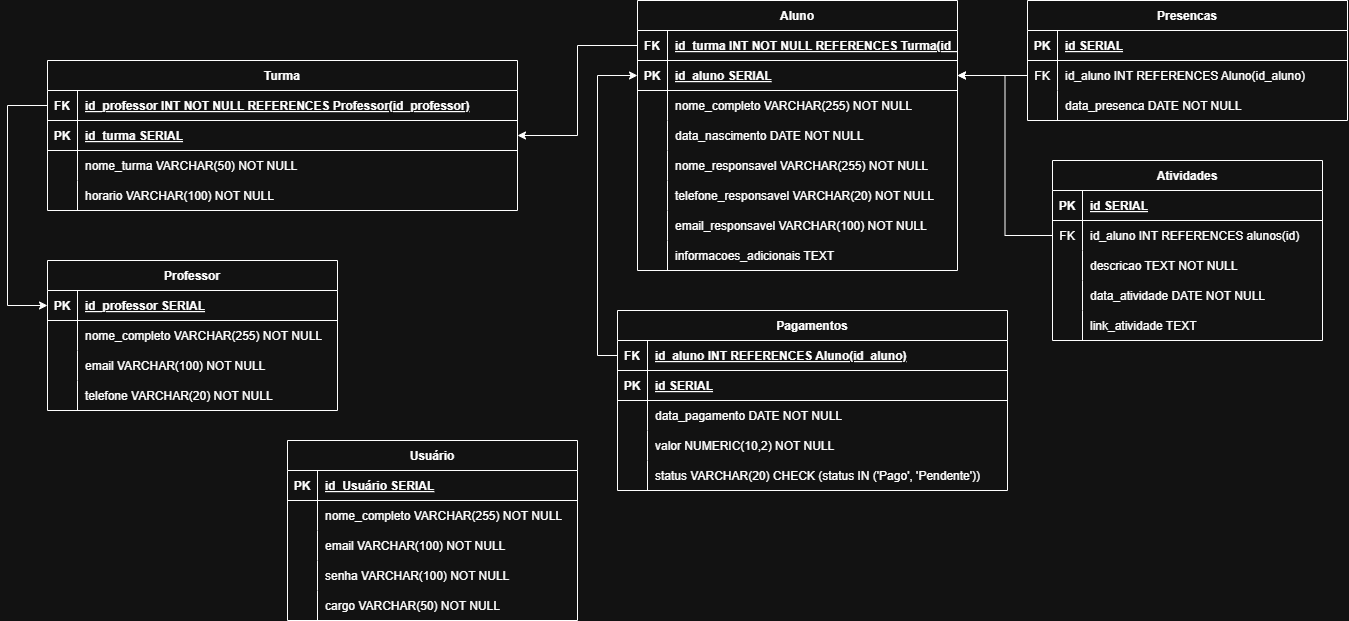 Turma
FK id_professor INT NOT NULL REFERENCES Professor(id_professor)
PK id_turma SERIAL
nome_turma VARCHAR(50) NOT NULL
horario VARCHAR(100) NOT NULL
Professor
PK id_professor SERIAL
nome_completo VARCHAR(255) NOT NULL
email VARCHAR(100) NOT NULL
telefone VARCHAR(20) NOT NULL
Usuário
PK id_Usuário SERIAL
nome_completo VARCHAR(255) NOT NULL
email VARCHAR(100) NOT NULL
senha VARCHAR(100) NOT NULL
cargo VARCHAR(50) NOT NULL
Aluno
FK id_turma INT NOT NULL REFERENCES Turma(id_
PK id_aluno SERIAL
nome_completo VARCHAR(255) NOT NULL
data_nascimento DATE NOT NULL
nome_responsavel VARCHAR(255) NOT NULL
telefone_responsavel VARCHAR(20) NOT NULL
email_responsavel VARCHAR(100) NOT NULL
informacoes_adicionais TEXT
Pagamentos
FK id_aluno INT REFERENCES Aluno(id_aluno)
PK id SERIAL
data_pagamento DATE NOT NULL
valor NUMERIC(10,2) NOT NULL
status VARCHAR(20) CHECK (status IN ('Pago', 'Pendente'))
Presencas
PK id SERIAL
FK id_aluno INT REFERENCES Aluno(id_aluno)
data_presenca DATE NOT NULL
Atividades
PK id SERIAL
FK id_aluno INT REFERENCES alunos(id)
descricao TEXT NOT NULL
data_atividade DATE NOT NULL
link_atividade TEXT